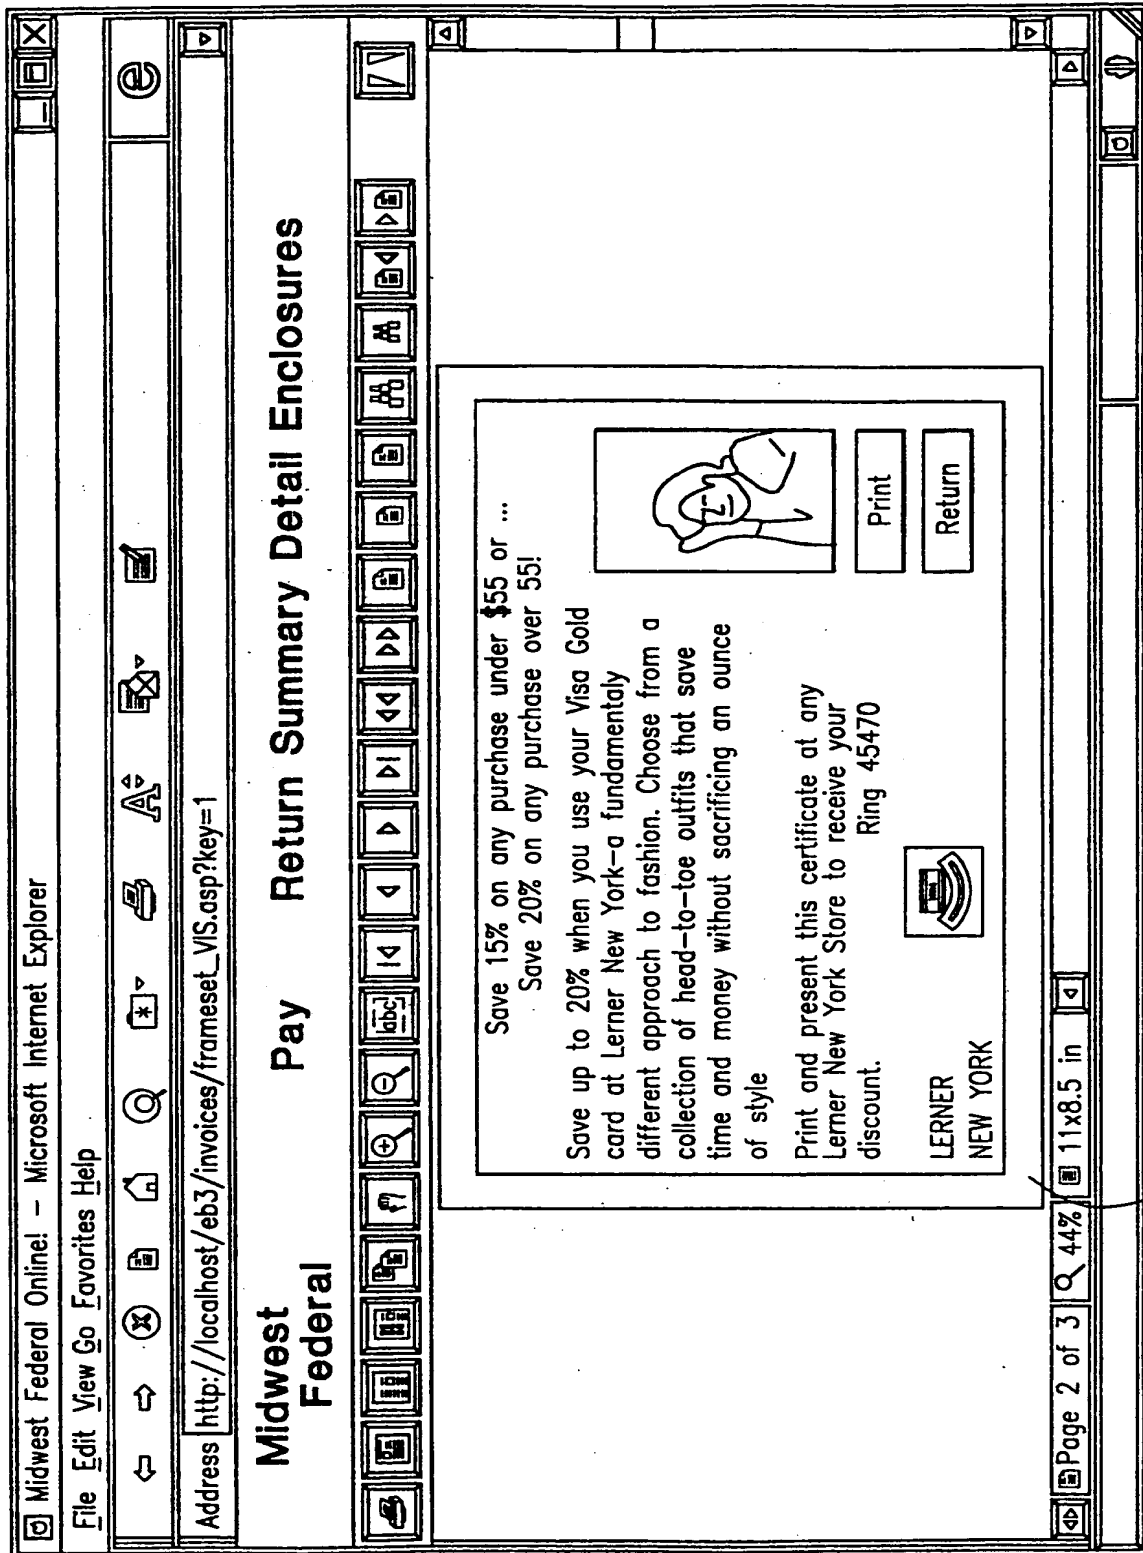 Midwest Federal Online! — Microsoft Internet Explorer
File Edit View Go Favorites Help
Address http://localhost/eb3/invoices/frameset_VIS.asp?key=1
Midwest
Federal
Pay
Return Summary Detail Enclosures
abc
Save 15% on any purchase under $55 or ...
Save 20% on any purchase over 55!
Save up to 20% when you use your Visa Gold
card at Lerner New York-a fundamentaly
different approach to fashion. Choose from a
collection of head-to-toe outfits that save
time and money without sacrificing an ounce
of style
Print and present this certificate at any
Lerner New York Store to receive your
discount.
Ring 45470
LERNER
NEW YORK
Print
Return
Page 2 of 3
44%
11x8.5 in